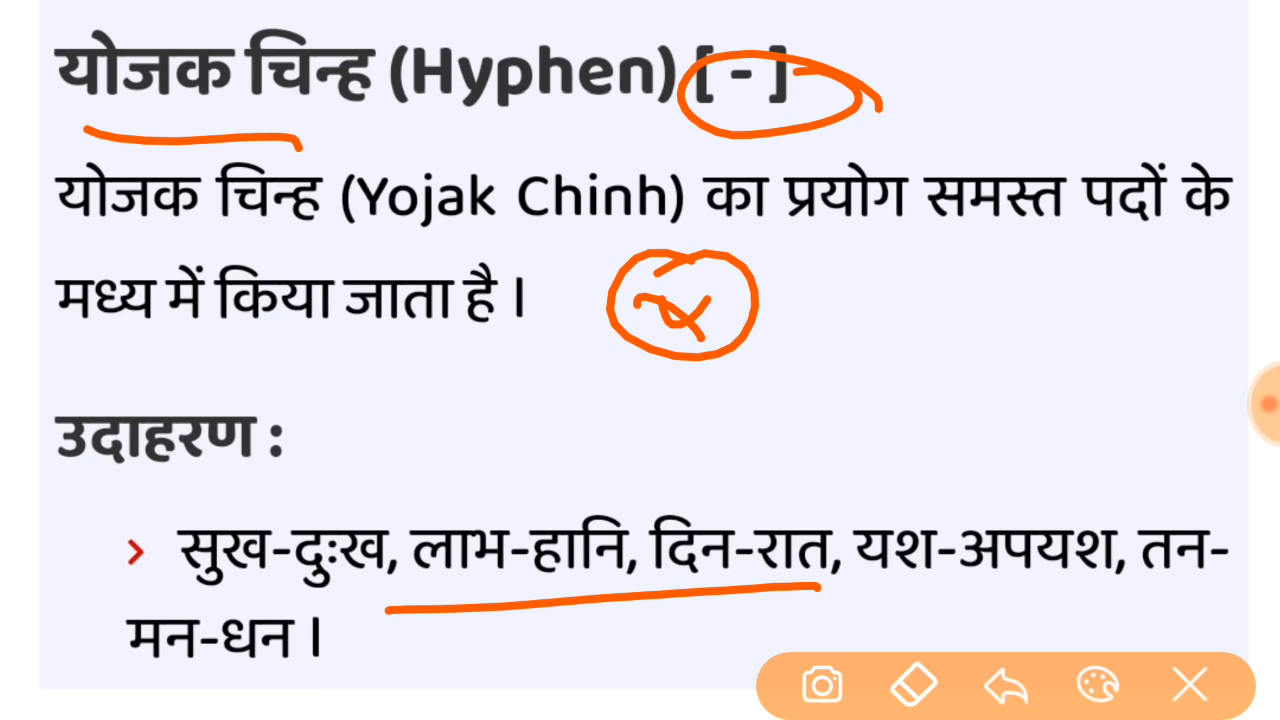 योजक चिन्ह (Hyphen) [ - ]
योजक चिन्ह (Yojak Chinh) का प्रयोग समस्त पदों के
मध्य में किया जाता है ।
उदाहरण :
› सुख-दुःख, लाभ-हानि, दिन-रात, यश-अपयश, तन-
मन-धन ।